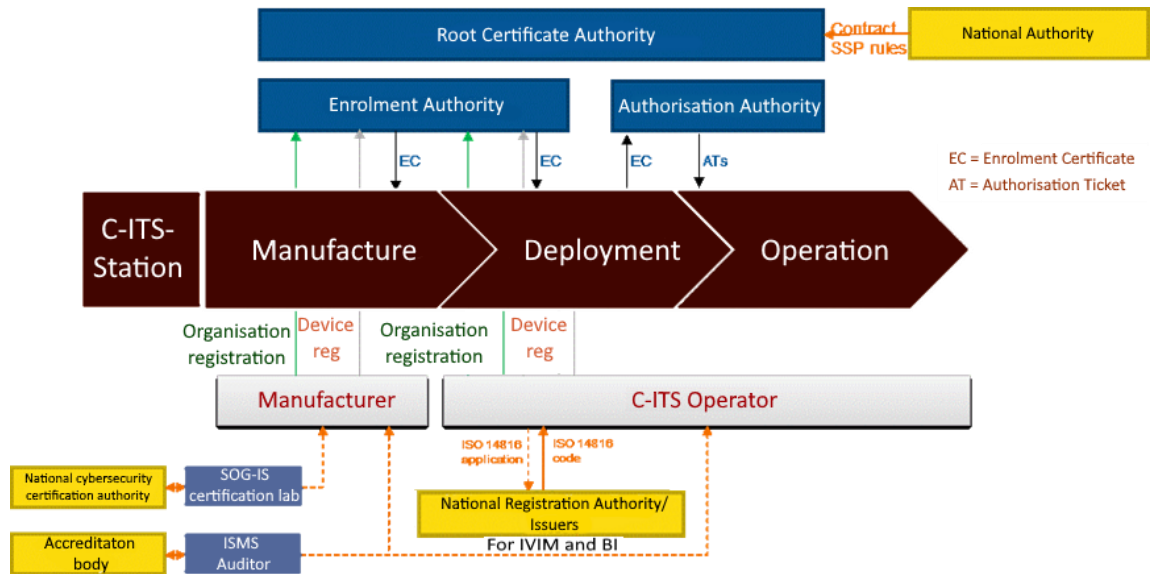 Root Certificate Authority
Contract
SSP rules
National Authority
Enrolment Authority
Authorisation Authority
EC
EC
EC
ATs
EC = Enrolment Certificate
AT = Authorisation Ticket
C-ITS-
Station
Manufacture
Deployment
Operation
Organisation
registration
Device
reg
Organisation
registration
Device
reg
Manufacturer
C-ITS Operator
ISO 14816
application
ISO 14816
code
National cybersecurity
certification authority
SOG-IS
certification lab
National Registration Authority/
Issuers
For IVIM and BI
Accreditaton
body
ISMS
Auditor